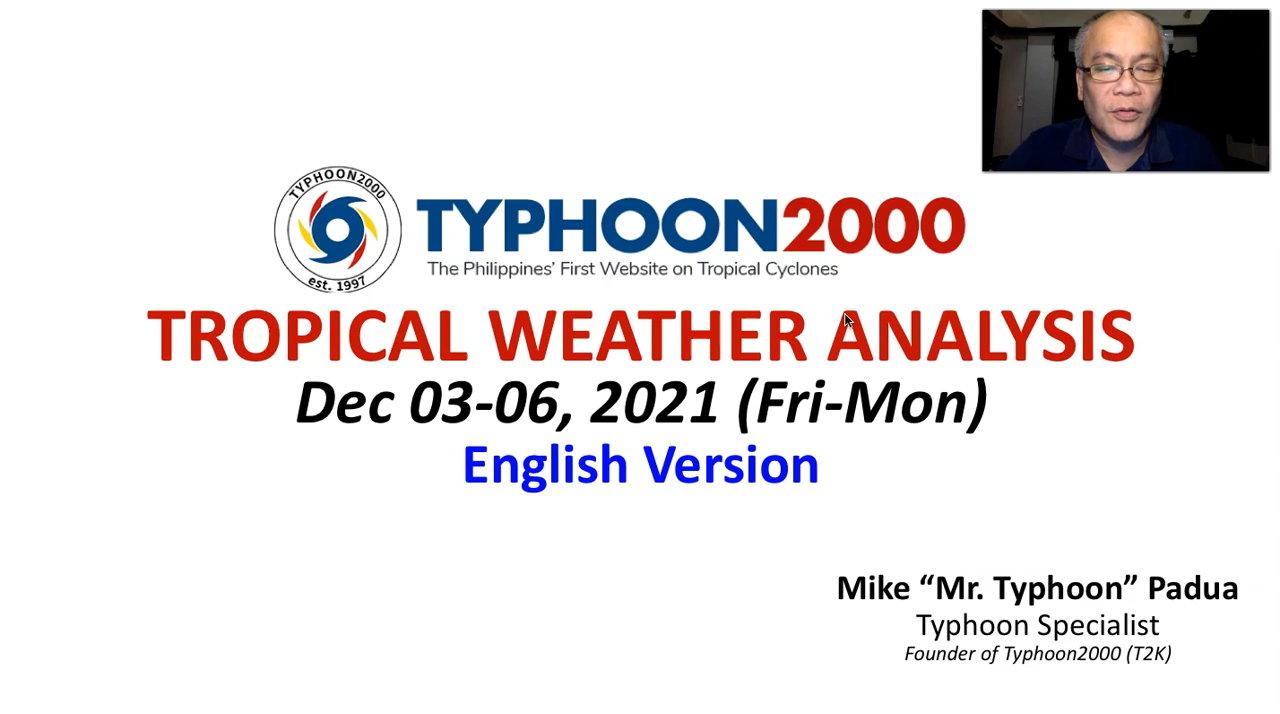 TYPHOON2000
est. 1997
TYPHOON2000
The Philippines' First Website on Tropical Cyclones
TROPICAL WEATHER ANALYSIS
Dec 03-06, 2021 (Fri-Mon)
English Version
Mike “Mr. Typhoon” Padua
Typhoon Specialist
Founder of Typhoon2000 (T2K)